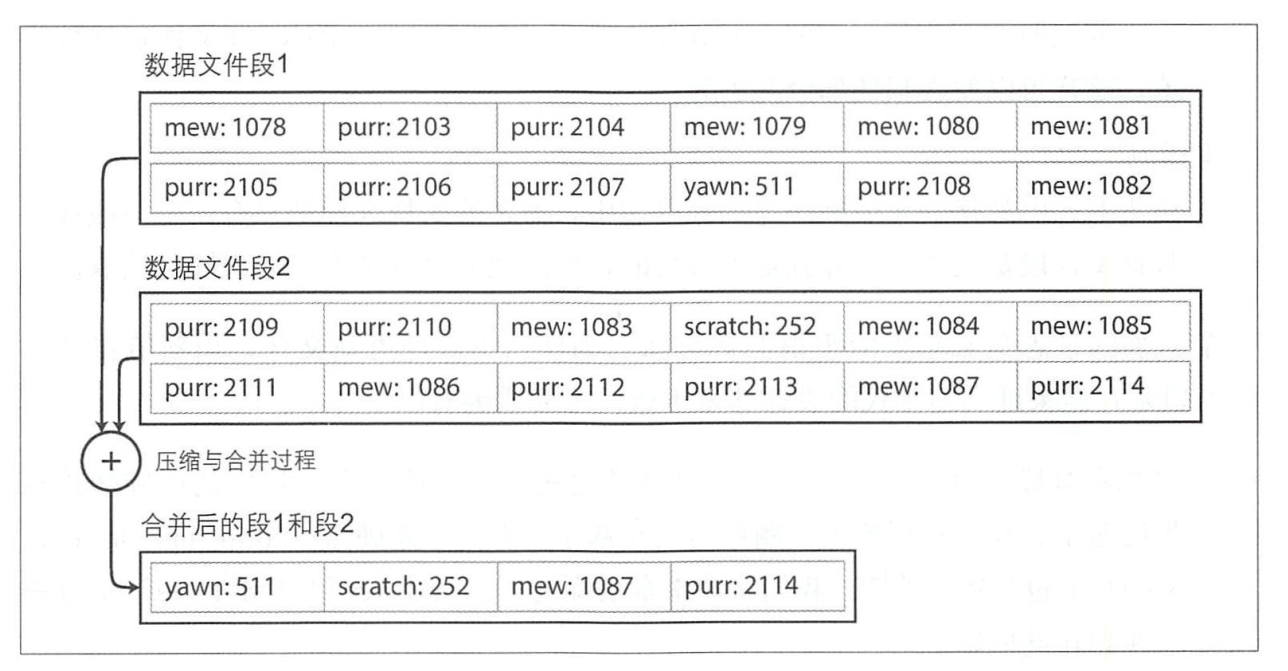 数据文件段1
mew: 1078 purr: 2103 purr: 2104 mew: 1079 mew: 1080 mew: 1081
purr: 2105 purr: 2106 purr: 2107 yawn: 511 purr: 2108 mew: 1082
数据文件段2
purr: 2109 purr: 2110 mew: 1083 scratch: 252 mew: 1084 mew: 1085
purr: 2111 mew: 1086 purr: 2112 purr: 2113 mew: 1087 purr: 2114
+ 压缩与合并过程
合并后的段1和段2
yawn: 511 scratch: 252 mew: 1087 purr: 2114